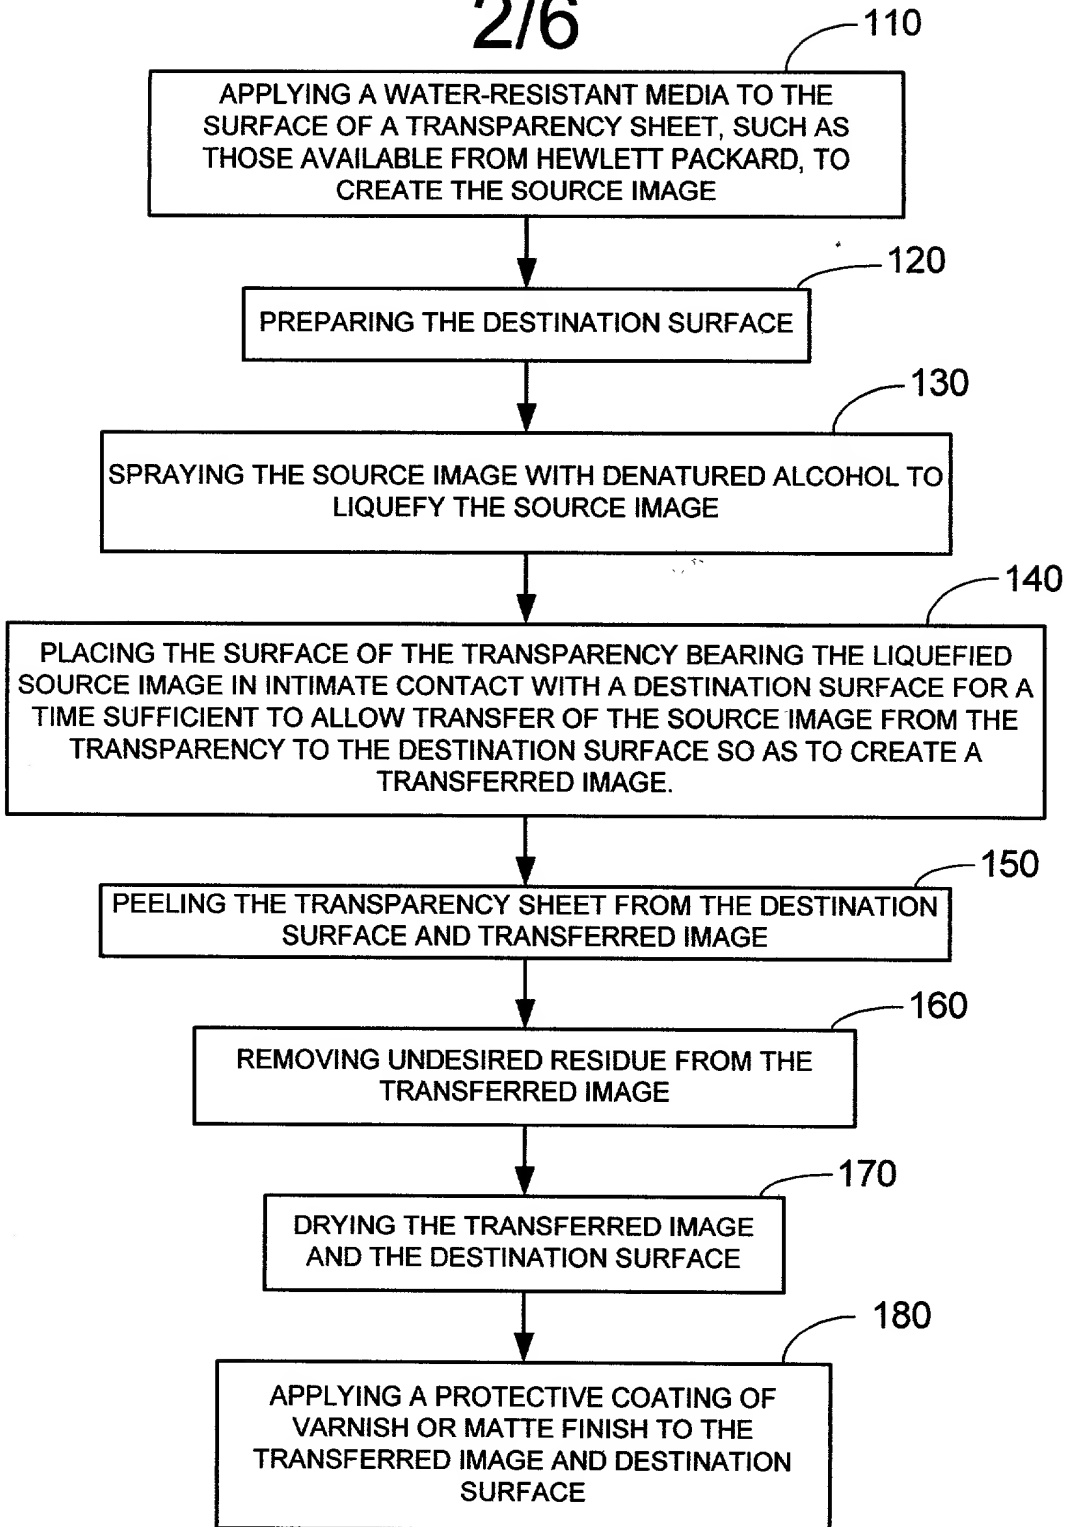 2/6
110
APPLYING A WATER-RESISTANT MEDIA TO THE
SURFACE OF A TRANSPARENCY SHEET, SUCH AS
THOSE AVAILABLE FROM HEWLETT PACKARD, TO
CREATE THE SOURCE IMAGE
120
PREPARING THE DESTINATION SURFACE
130
SPRAYING THE SOURCE IMAGE WITH DENATURED ALCOHOL TO
LIQUEFY THE SOURCE IMAGE
140
PLACING THE SURFACE OF THE TRANSPARENCY BEARING THE LIQUEFIED
SOURCE IMAGE IN INTIMATE CONTACT WITH A DESTINATION SURFACE FOR A
TIME SUFFICIENT TO ALLOW TRANSFER OF THE SOURCE IMAGE FROM THE
TRANSPARENCY TO THE DESTINATION SURFACE SO AS TO CREATE A
TRANSFERRED IMAGE.
150
PEELING THE TRANSPARENCY SHEET FROM THE DESTINATION
SURFACE AND TRANSFERRED IMAGE
160
REMOVING UNDESIRED RESIDUE FROM THE
TRANSFERRED IMAGE
170
DRYING THE TRANSFERRED IMAGE
AND THE DESTINATION SURFACE
180
APPLYING A PROTECTIVE COATING OF
VARNISH OR MATTE FINISH TO THE
TRANSFERRED IMAGE AND DESTINATION
SURFACE